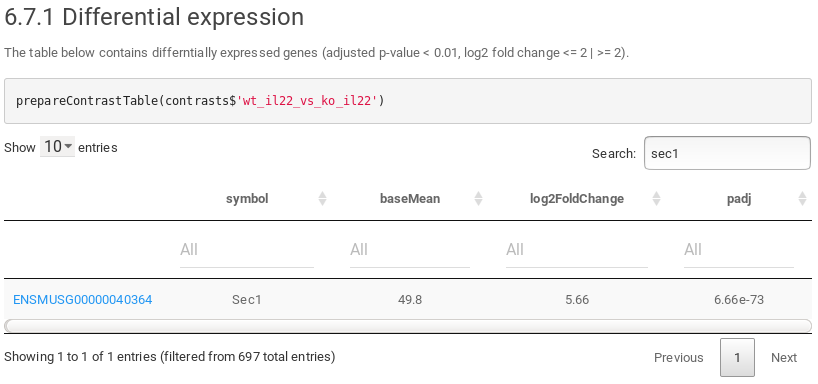 6.7.1 Differential expression
The table below contains differntially expressed genes (adjusted p-value < 0.01, log2 fold change <= 2 | >= 2).
prepareContrastTable(contrasts$'wt_il22_vs_ko_il22')
Show 10 entries
Search: sec1
symbol baseMean log2FoldChange padj
All All All All
ENSMUSG00000040364 Sec1 49.8 5.66 6.66e-73
Showing 1 to 1 of 1 entries (filtered from 697 total entries)
Previous 1 Next